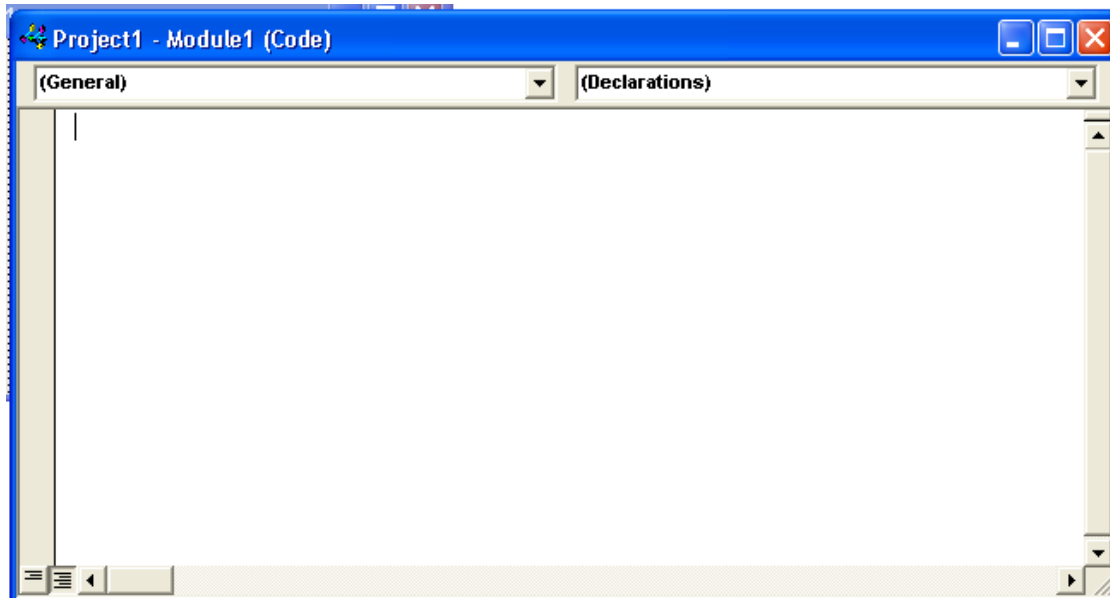 Project1 - Module1 (Code)
(General)
(Declarations)